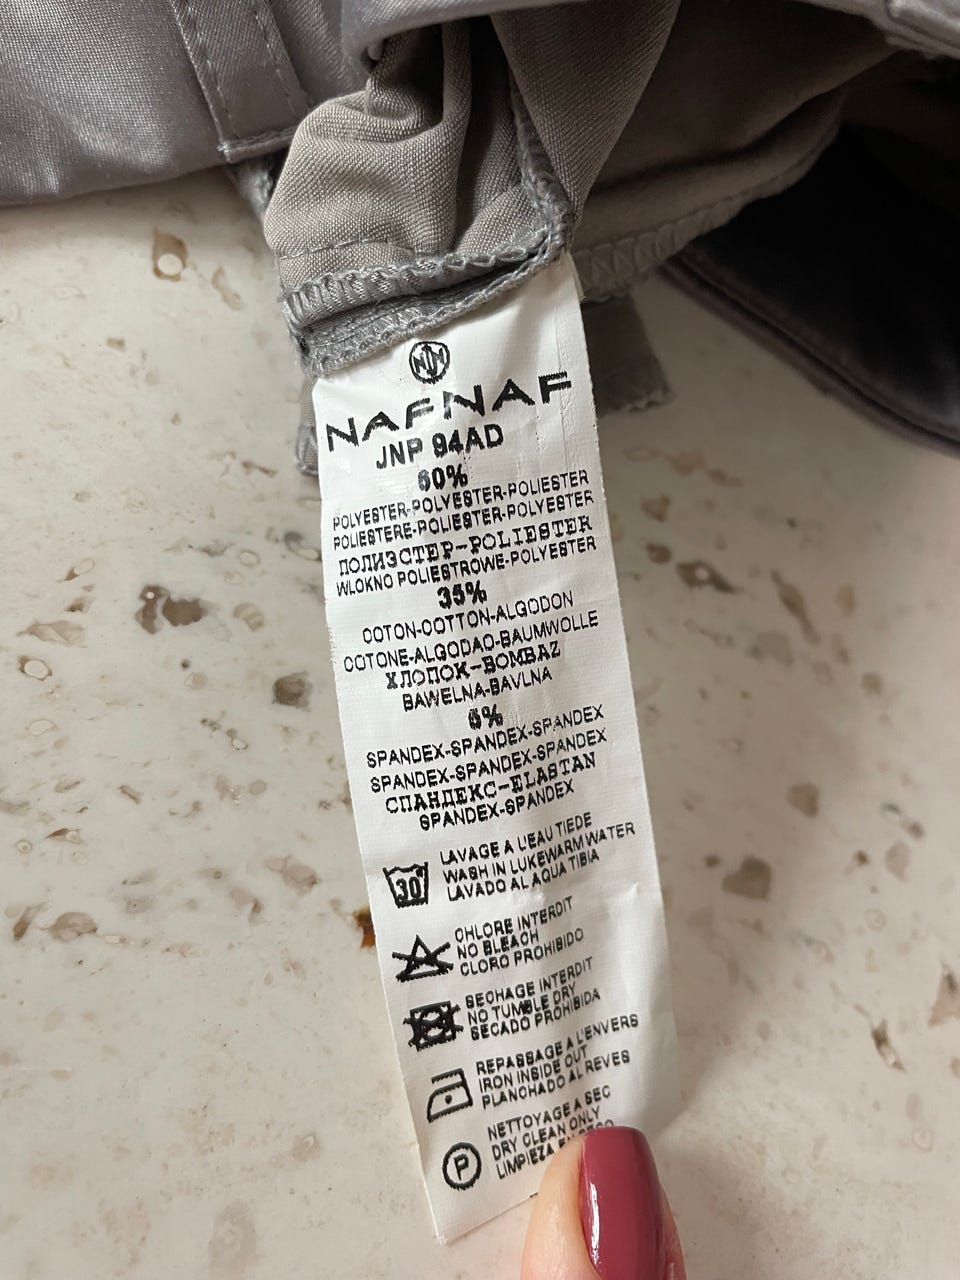 NAFNAF
JNP 94AD
60%
POLYESTER-POLYESTER-POLIESTER
POLIESTERE-POLIESTER-POLYESTER
ПОЛИЭСТЕР-POLIESTER
WLOKNO POLIESTROWE-POLYESTER
35%
COTON-COTTON-ALGODON
COTONE-ALGODAO-BAUMWOLLE
ХЛОПОК-BOMBAZ
BAWELNA-BAVLNA
5%
SPANDEX-SPANDEX-SPANDEX
SPANDEX-SPANDEX-SPANDEX
СПАНДЕКС-ELASTAN
SPANDEX-SPANDEX
30°
LAVAGE A L'EAU TIEDE
WASH IN LUKEWARM WATER
LAVADO AL AQUA TIBIA
CHLORE INTERDIT
NO BLEACH
CLORO PROHIBIDO
SECHAGE INTERDIT
NO TUMBLE DRY
SECADO PROHIBIDA
REPASSAGE A L'ENVERS
IRON INSIDE OUT
PLANCHADO AL REVES
P
NETTOYAGE A SEC
DRY CLEAN ONLY
LIMPIEZA